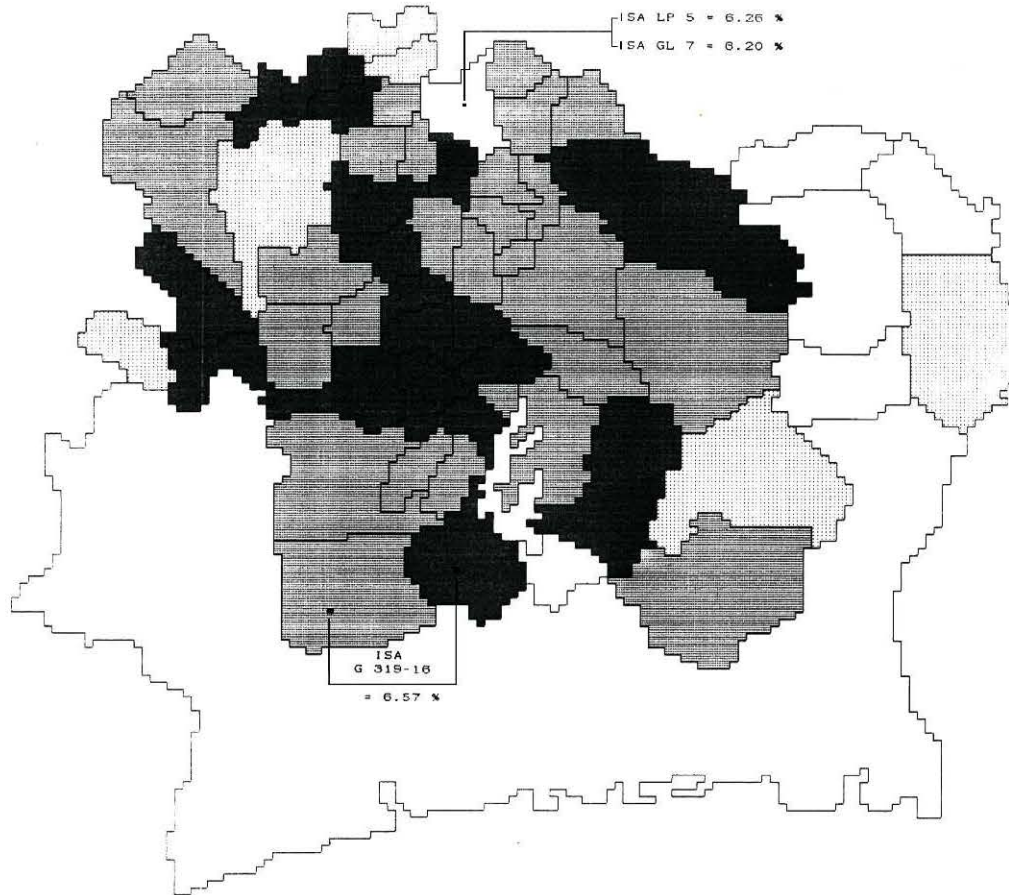 ISA LP 5 = 6.26 %
ISA GL 7 = 6.20 %
ISA
G 319-16
= 6.57 %